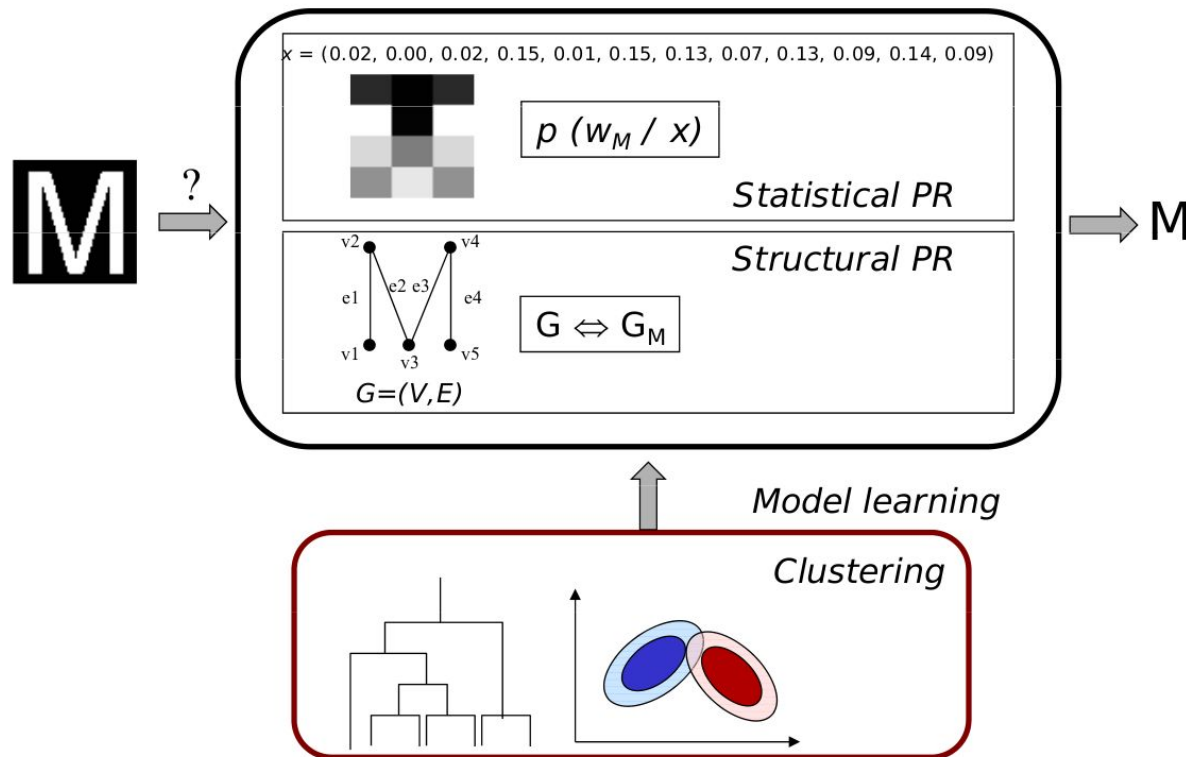 x = (0.02, 0.00, 0.02, 0.15, 0.01, 0.15, 0.13, 0.07, 0.13, 0.09, 0.14, 0.09)
p (w_M / x)
Statistical PR
M
?
M
v2
v4
Structural PR
e1
e2
e3
e4
G ⇔ G_M
v1
v3
v5
G=(V,E)
Model learning
Clustering